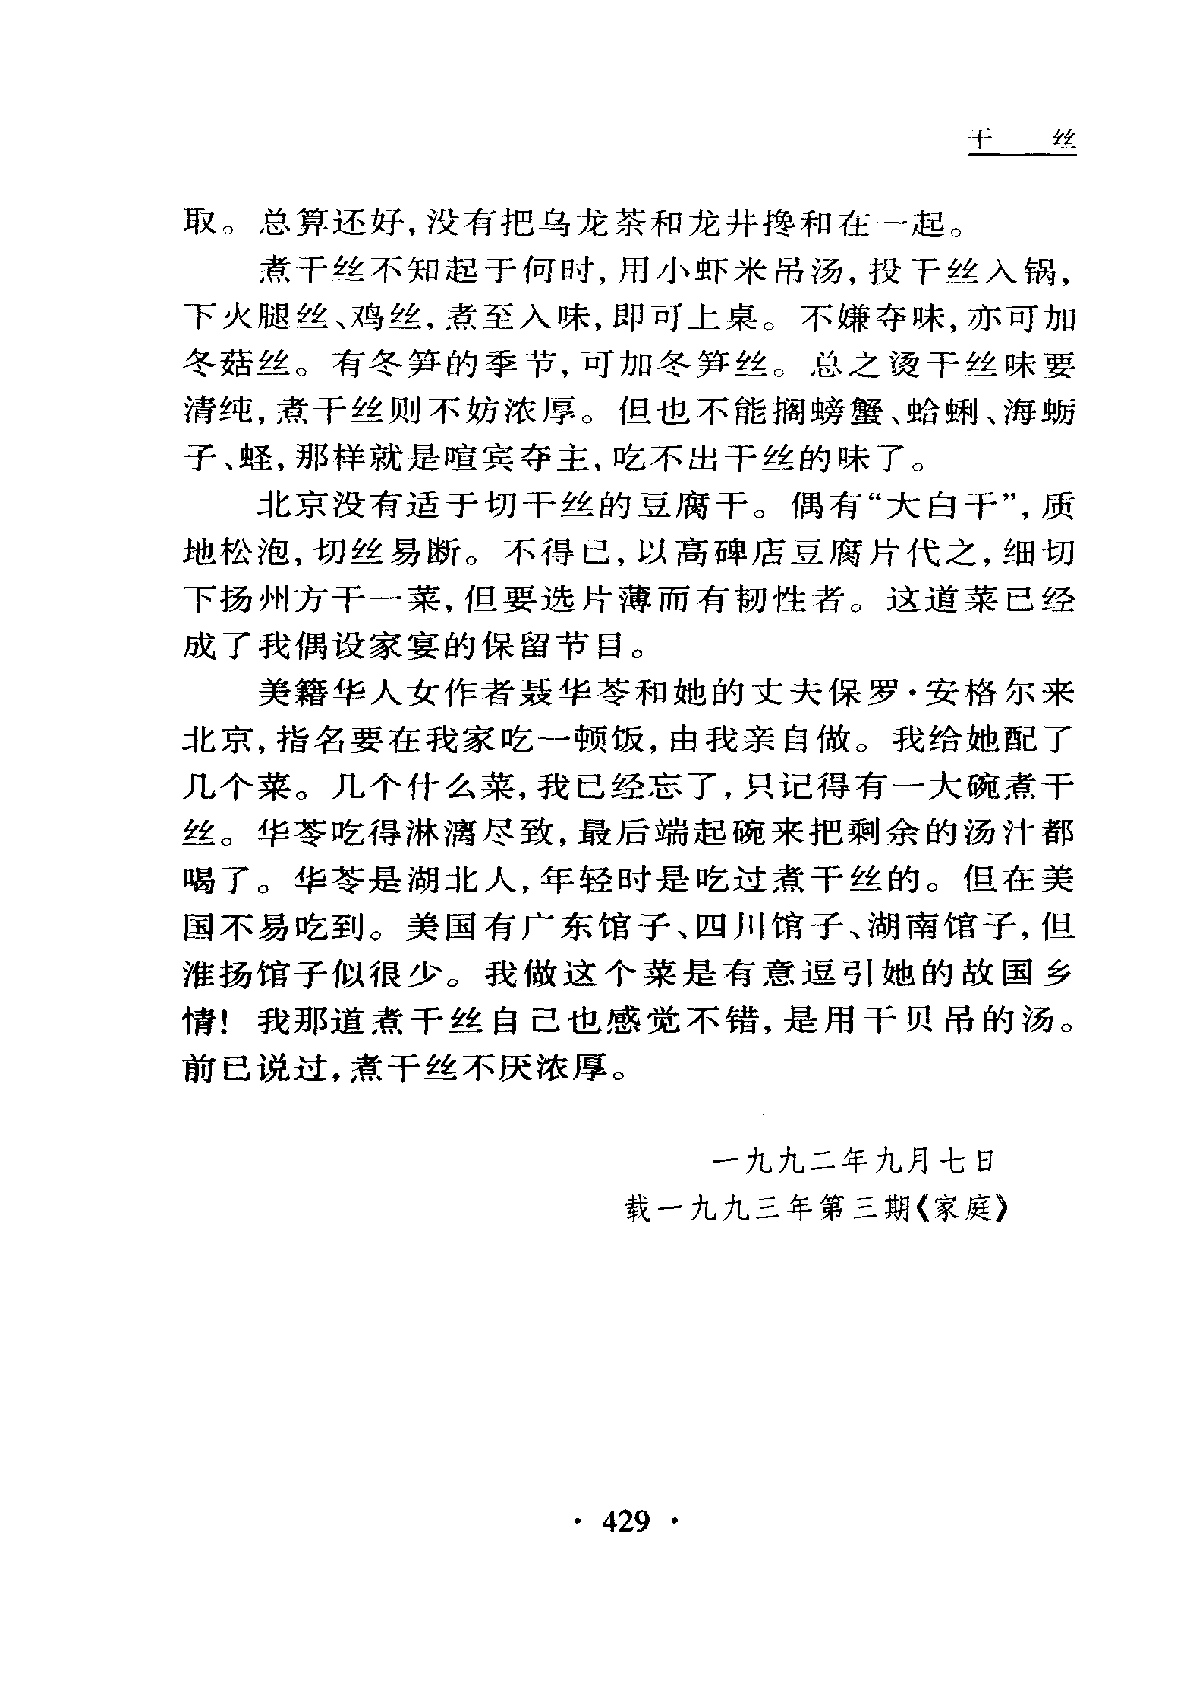 干 丝
取。总算还好,没有把乌龙茶和龙井搀和在一起。
煮干丝不知起于何时,用小虾米吊汤,投干丝入锅,
下火腿丝、鸡丝,煮至入味,即可上桌。不嫌夺味,亦可加
冬菇丝。有冬笋的季节,可加冬笋丝。总之烫干丝味要
清纯,煮干丝则不妨浓厚。但也不能搁螃蟹、蛤蜊、海蛎
子、蛏,那样就是喧宾夺主,吃不出干丝的味了。
北京没有适于切干丝的豆腐干。偶有“大白干”,质
地松泡,切丝易断。不得已,以高碑店豆腐片代之,细切
下扬州方干一菜,但要选片薄而有韧性者。这道菜已经
成了我偶设家宴的保留节目。
美籍华人女作者聂华苓和她的丈夫保罗·安格尔来
北京,指名要在我家吃一顿饭,由我亲自做。我给她配了
几个菜。几个什么菜,我已经忘了,只记得有一大碗煮干
丝。华苓吃得淋漓尽致,最后端起碗来把剩余的汤汁都
喝了。华苓是湖北人,年轻时是吃过煮干丝的。但在美
国不易吃到。美国有广东馆子、四川馆子、湖南馆子,但
淮扬馆子似很少。我做这个菜是有意逗引她的故国乡
情!我那道煮干丝自己也感觉不错,是用干贝吊的汤。
前已说过,煮干丝不厌浓厚。
一九九二年九月七日
载一九九三年第三期《家庭》
· 429 ·